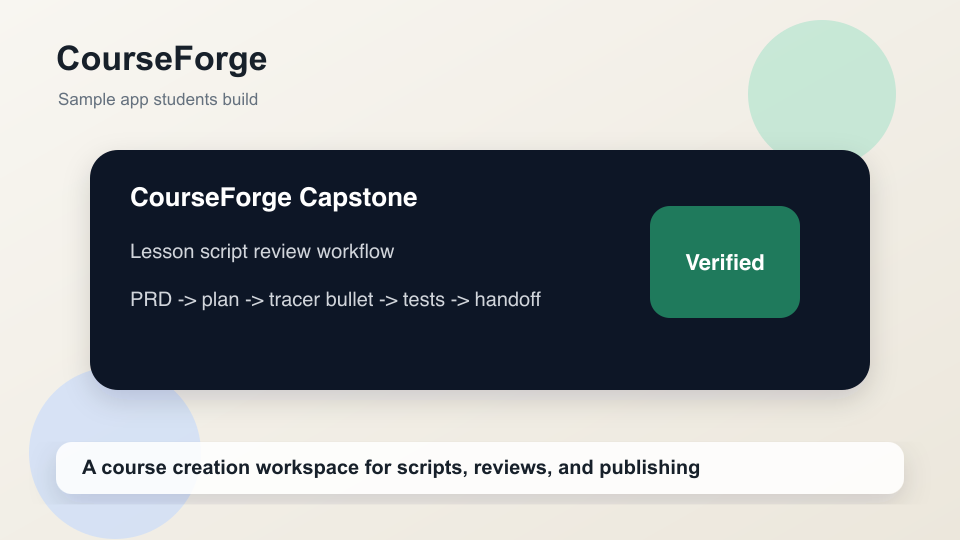 CourseForge
Sample app students build
CourseForge Capstone
Lesson script review workflow
PRD -> plan -> tracer bullet -> tests -> handoff
Verified
A course creation workspace for scripts, reviews, and publishing